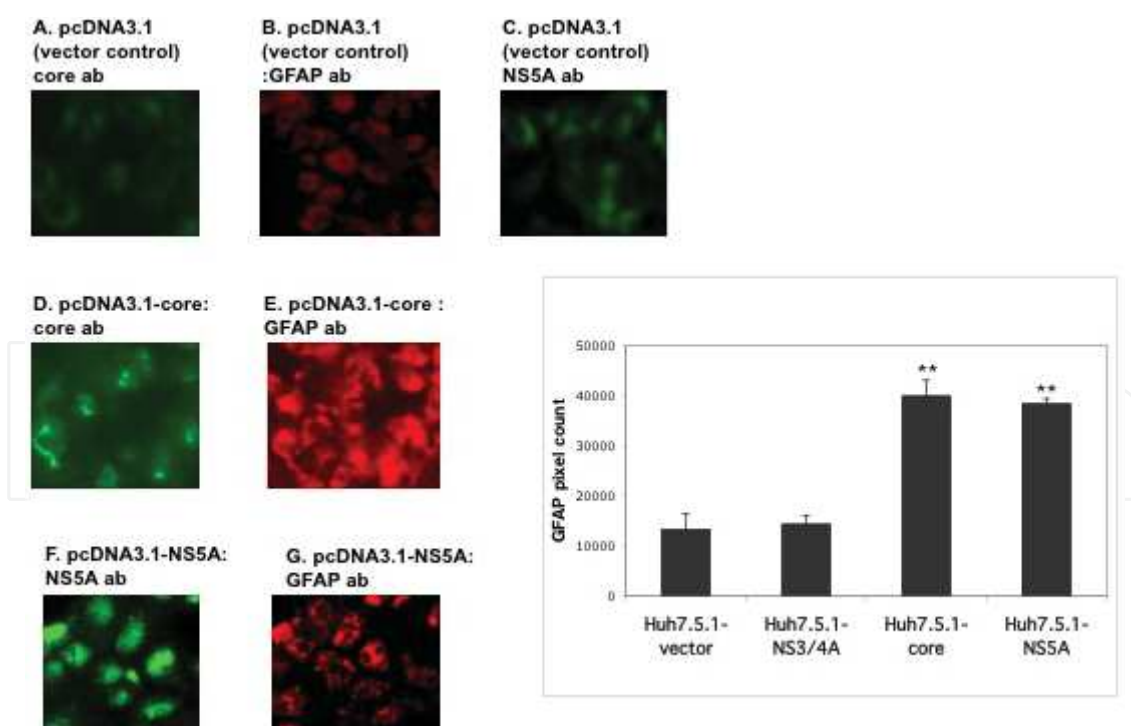 A. pcDNA3.1
(vector control)
core ab
B. pcDNA3.1
(vector control)
:GFAP ab
C. pcDNA3.1
(vector control)
NS5A ab
D. pcDNA3.1-core:
core ab
E. pcDNA3.1-core :
GFAP ab
F. pcDNA3.1-NS5A:
NS5A ab
G. pcDNA3.1-NS5A:
GFAP ab
GFAP pixel count
50000
40000
30000
20000
10000
0
**
**
Huh7.5.1-
vector
Huh7.5.1-
NS3/4A
Huh7.5.1-
core
Huh7.5.1-
NS5A